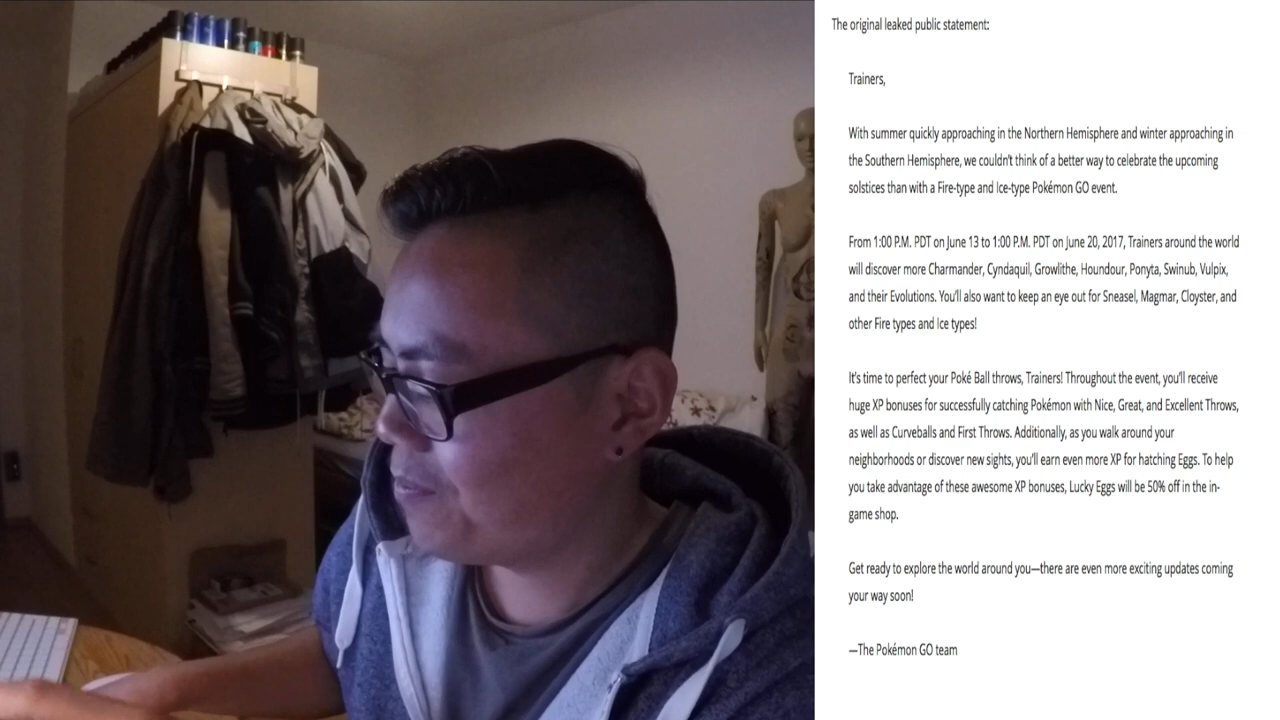 The original leaked public statement:
Trainers,
With summer quickly approaching in the Northern Hemisphere and winter approaching in
the Southern Hemisphere, we couldn't think of a better way to celebrate the upcoming
solstices than with a Fire-type and Ice-type Pokémon GO event.
From 1:00 P.M. PDT on June 13 to 1:00 P.M. PDT on June 20, 2017, Trainers around the world
will discover more Charmander, Cyndaquil, Growlithe, Houndour, Ponyta, Swinub, Vulpix,
and their Evolutions. You'll also want to keep an eye out for Sneasel, Magmar, Cloyster, and
other Fire types and Ice types!
It's time to perfect your Poké Ball throws, Trainers! Throughout the event, you'll receive
huge XP bonuses for successfully catching Pokémon with Nice, Great, and Excellent Throws,
as well as Curveballs and First Throws. Additionally, as you walk around your
neighborhoods or discover new sights, you'll earn even more XP for hatching Eggs. To help
you take advantage of these awesome XP bonuses, Lucky Eggs will be 50% off in the in-
game shop.
Get ready to explore the world around you—there are even more exciting updates coming
your way soon!
—The Pokémon GO team